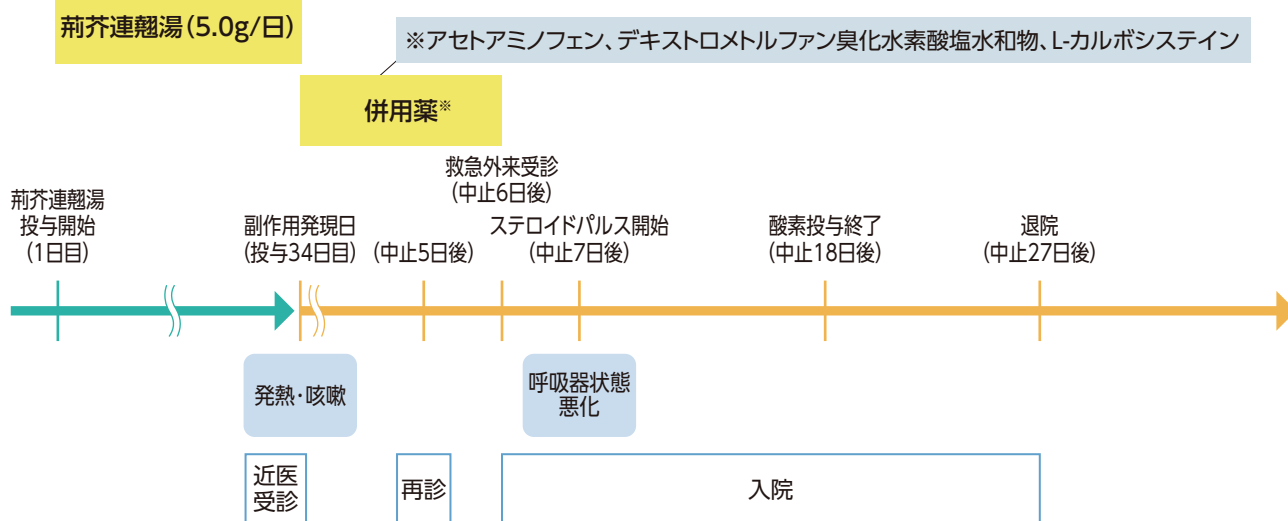 荊芥連翹湯(5.0g/日)
※アセトアミノフェン、デキストロメトルファン臭化水素酸塩水和物、L-カルボシステイン
併用薬※
荊芥連翹湯
投与開始
(1日目)
副作用発現日
(投与34日目)
(中止5日後)
救急外来受診
(中止6日後)
ステロイドパルス開始
(中止7日後)
酸素投与終了
(中止18日後)
退院
(中止27日後)
発熱・咳嗽
呼吸器状態
悪化
近医
受診
再診
入院